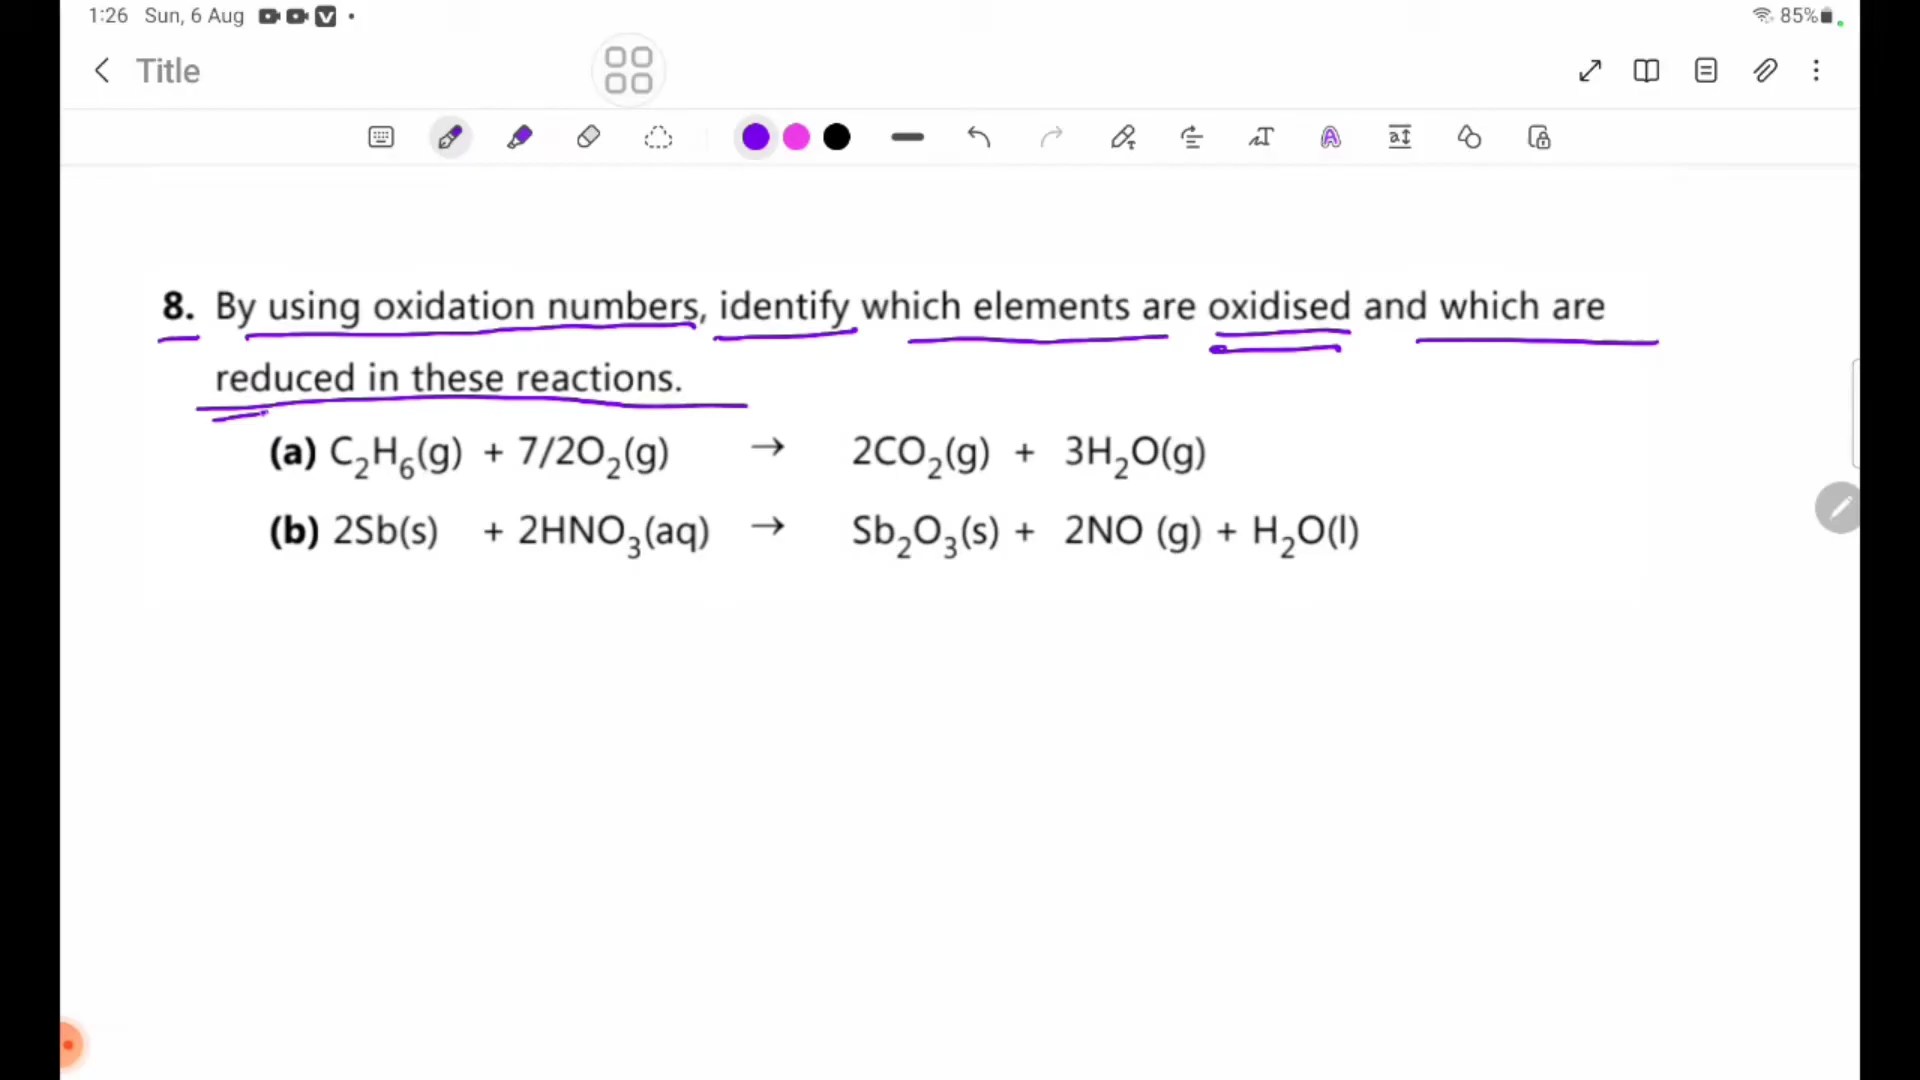 1:26 Sun, 6 Aug V 85%
Title
a
8. By using oxidation numbers, identify which elements are oxidised and which are
reduced in these reactions.
(a) C₂H₆(g) + 7/2O₂(g) → 2CO₂(g) + 3H₂O(g)
(b) 2Sb(s) + 2HNO₃(aq) → Sb₂O₃(s) + 2NO (g) + H₂O(l)